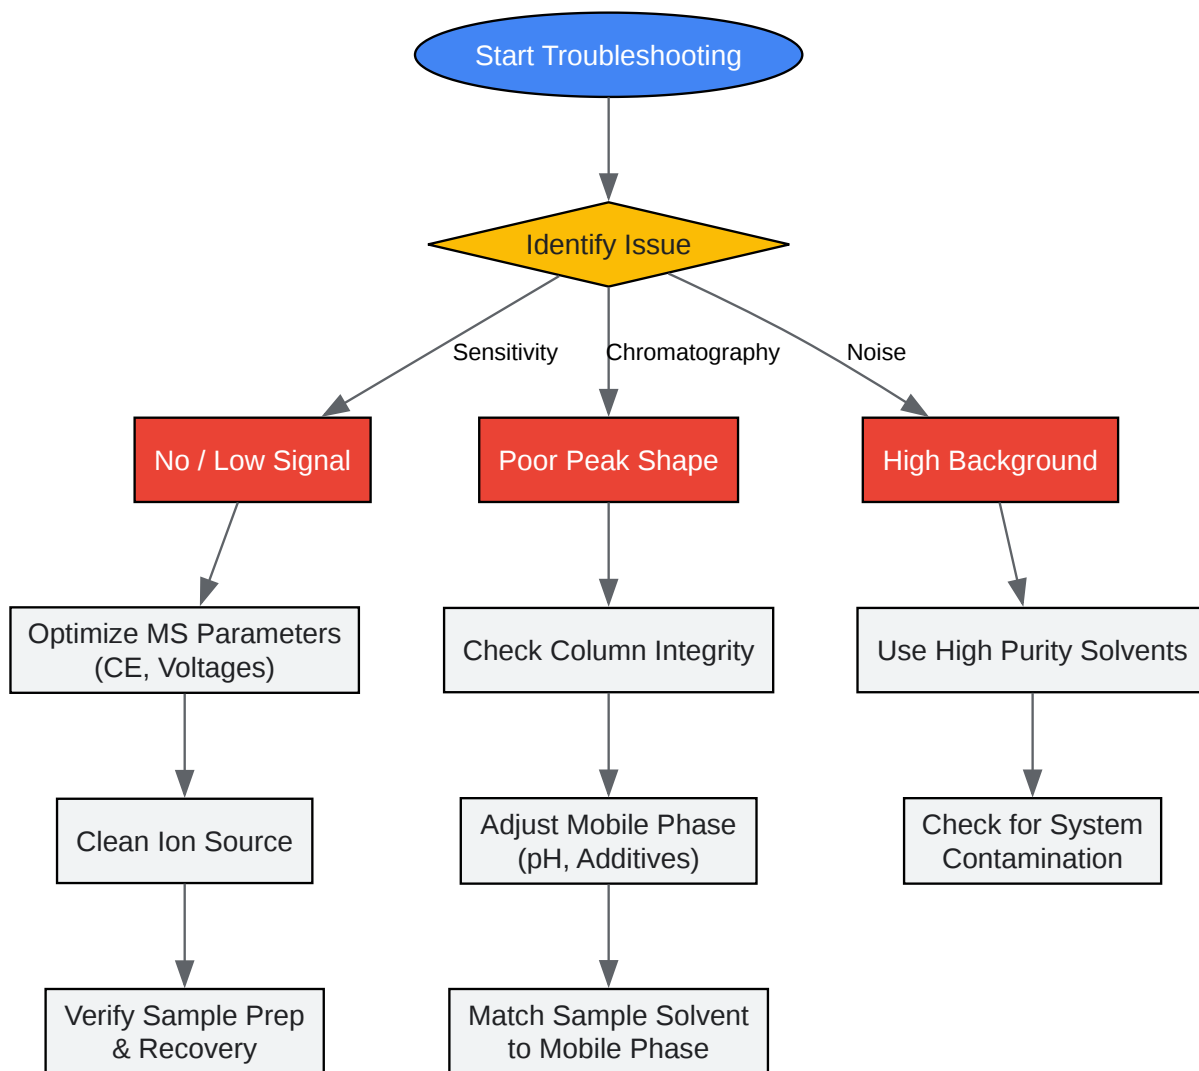 Start Troubleshooting
Identify Issue
Sensitivity
Chromatography
Noise
No / Low Signal
Poor Peak Shape
High Background
Optimize MS Parameters
(CE, Voltages)
Check Column Integrity
Use High Purity Solvents
Clean Ion Source
Adjust Mobile Phase
(pH, Additives)
Check for System
Contamination
Verify Sample Prep
& Recovery
Match Sample Solvent
to Mobile Phase